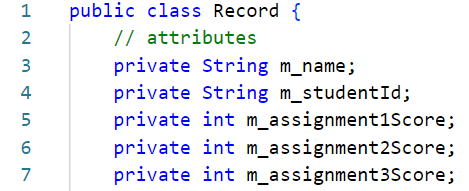 1 public class Record {
2 // attributes
3 private String m_name;
4 private String m_studentId;
5 private int m_assignment1Score;
6 private int m_assignment2Score;
7 private int m_assignment3Score;